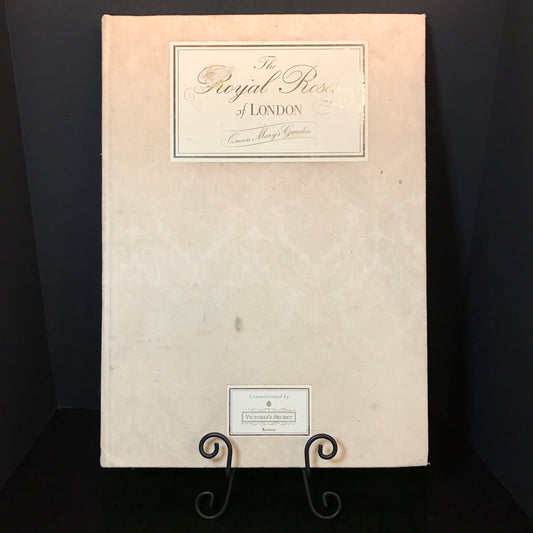 The
Royal Roses
of LONDON
Queen Mary's Garden
Commissioned by
VICTORIA'S SECRET
London